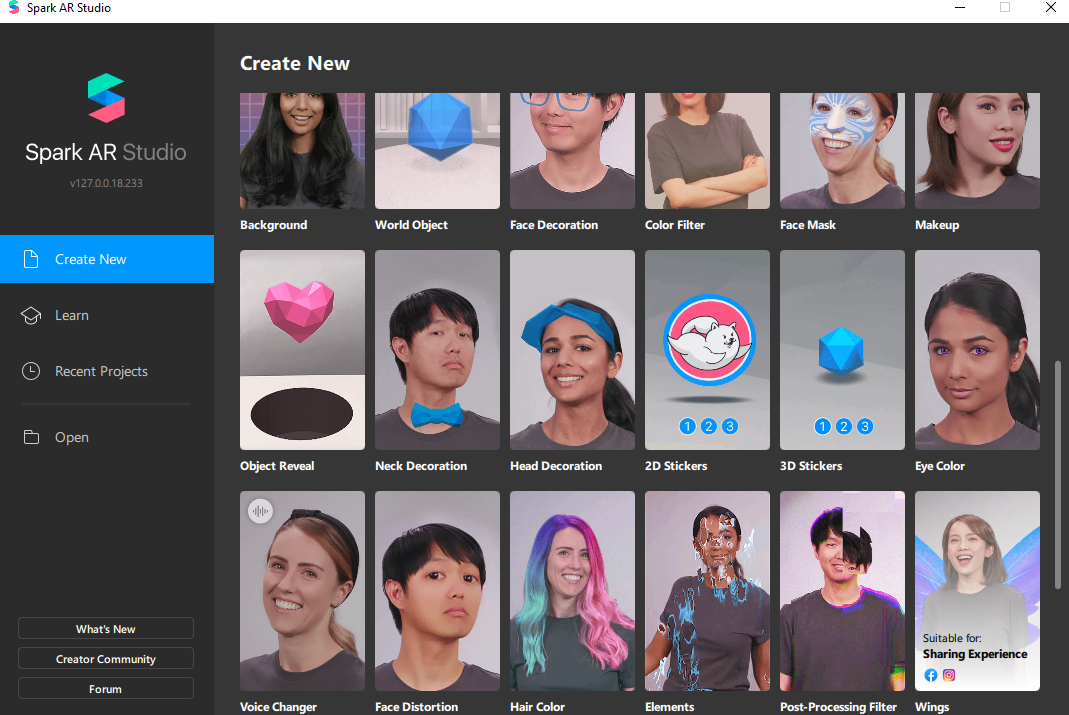 Spark AR Studio
Spark AR Studio
v127.0.0.18.233
Create New
Learn
Recent Projects
Open
What's New
Creator Community
Forum
Create New
Background
World Object
Face Decoration
Color Filter
Face Mask
Makeup
Object Reveal
Neck Decoration
Head Decoration
1 2 3
2D Stickers
1 2 3
3D Stickers
Eye Color
Voice Changer
Face Distortion
Hair Color
Elements
Post-Processing Filter
Suitable for:
Sharing Experience
Wings